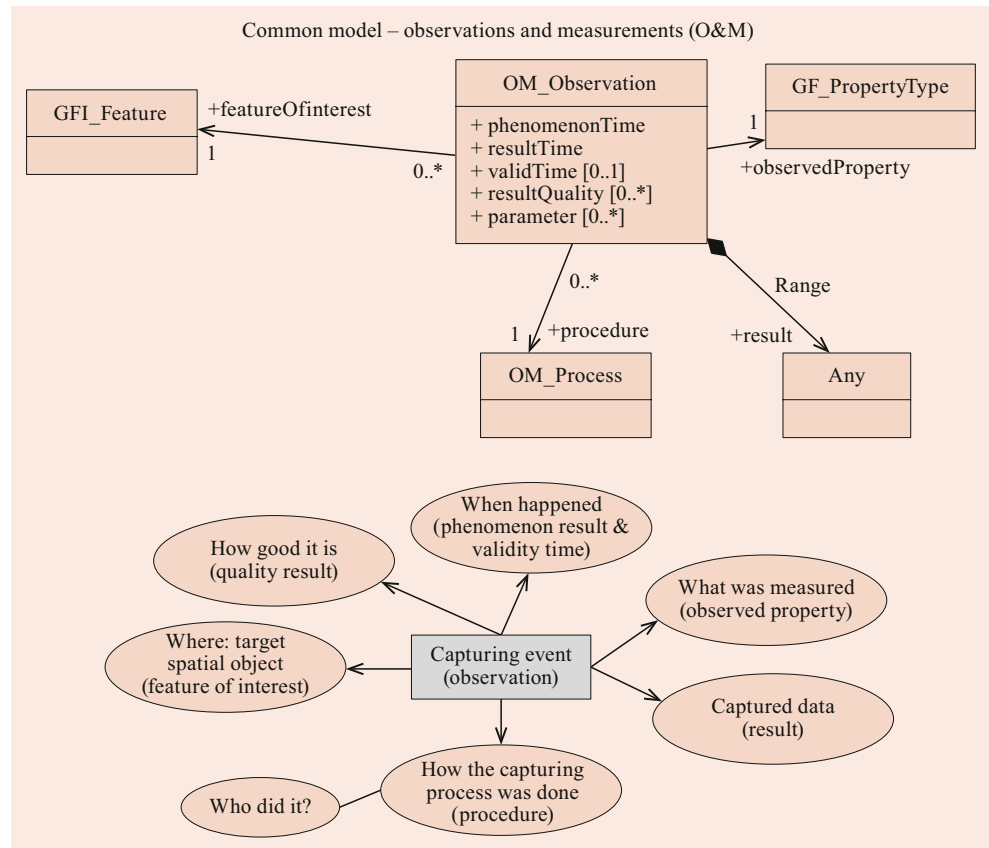 Common model – observations and measurements (O&M)
GFI_Feature
+featureOfinterest
1
0..*
OM_Observation
+ phenomenonTime
+ resultTime
+ validTime [0..1]
+ resultQuality [0..*]
+ parameter [0..*]
GF_PropertyType
1
+observedProperty
0..*
1
+procedure
OM_Process
Range
+result
Any
When happened
(phenomenon result &
validity time)
How good it is
(quality result)
What was measured
(observed property)
Where: target
spatial object
(feature of interest)
Capturing event
(observation)
Captured data
(result)
How the capturing
process was done
(procedure)
Who did it?